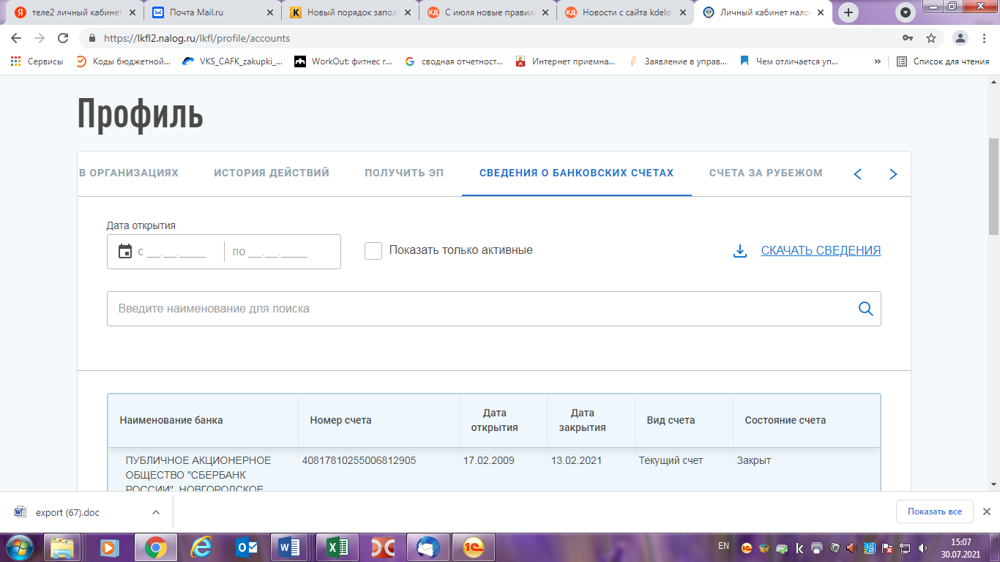 теле2 личный кабинет
Почта Mail.ru
Новый порядок запол
С июля новые правила
Новости с сайта kdelo.
Личный кабинет нало
https://lkfl2.nalog.ru/lkfl/profile/accounts
Сервисы
Коды бюджетной...
VKS_CAFK_zakupki_...
WorkOut: фитнес г...
сводная отчетност...
Интернет приемна...
Заявление в управ...
Чем отличается уп...
»
Список для чтения
Профиль
В ОРГАНИЗАЦИЯХ
ИСТОРИЯ ДЕЙСТВИЙ
ПОЛУЧИТЬ ЭП
СВЕДЕНИЯ О БАНКОВСКИХ СЧЕТАХ
СЧЕТА ЗА РУБЕЖОМ
Дата открытия
с __.__.____
по __.__.____
Показать только активные
СКАЧАТЬ СВЕДЕНИЯ
Введите наименование для поиска
Наименование банка
Номер счета
Дата
открытия
Дата
закрытия
Вид счета
Состояние счета
ПУБЛИЧНОЕ АКЦИОНЕРНОЕ
ОБЩЕСТВО "СБЕРБАНК
РОССИИ", НОВГОРОДСКОЕ
40817810255006812905
17.02.2009
13.02.2021
Текущий счет
Закрыт
export (67).doc
Показать все
EN
15:07
30.07.2021